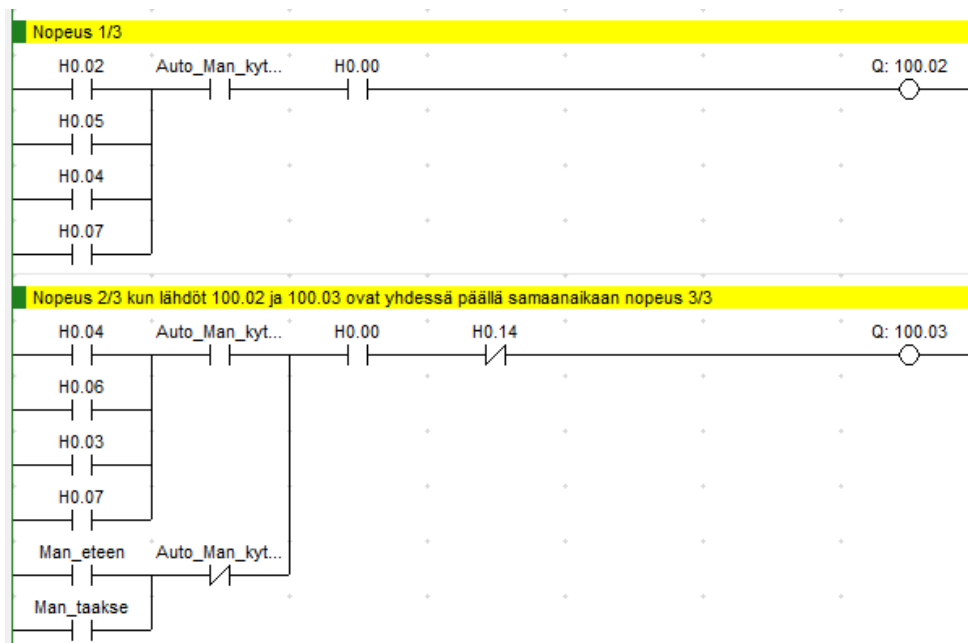 Nopeus 1/3
H0.02 Auto_Man_kyt... H0.00 Q: 100.02
H0.05
H0.04
H0.07
Nopeus 2/3 kun lähdöt 100.02 ja 100.03 ovat yhdessä päällä samaanaikaan nopeus 3/3
H0.04 Auto_Man_kyt... H0.00 H0.14 Q: 100.03
H0.06
H0.03
H0.07
Man_eteen Auto_Man_kyt...
Man_taakse